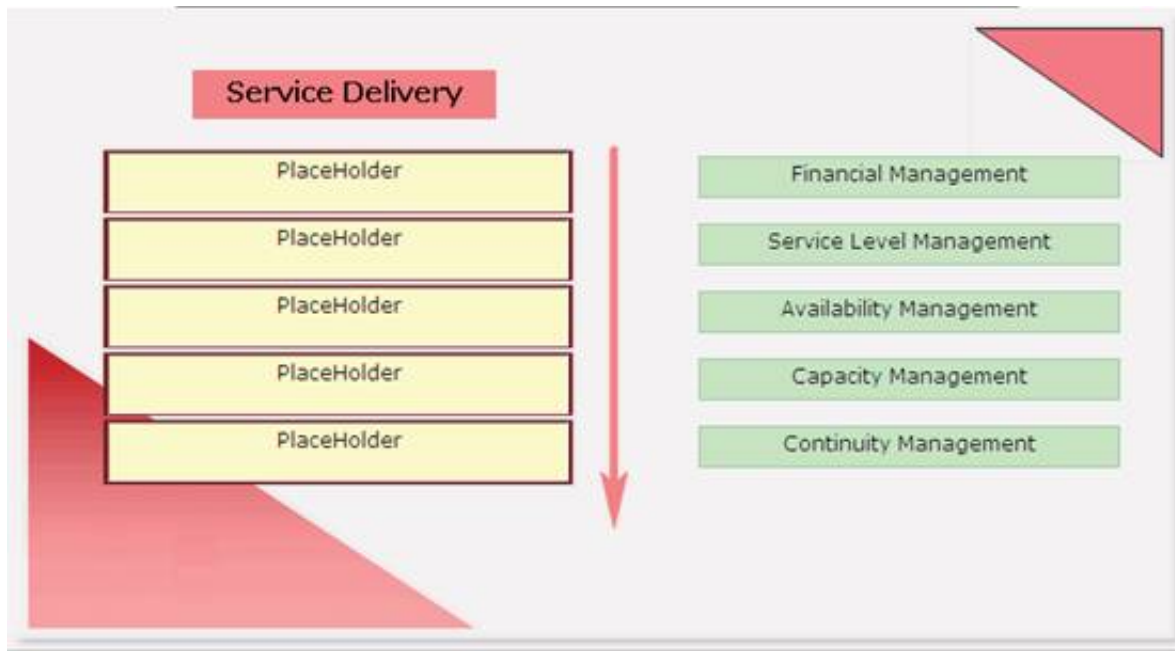 Service Delivery
PlaceHolder
PlaceHolder
PlaceHolder
PlaceHolder
PlaceHolder
Financial Management
Service Level Management
Availability Management
Capacity Management
Continuity Management